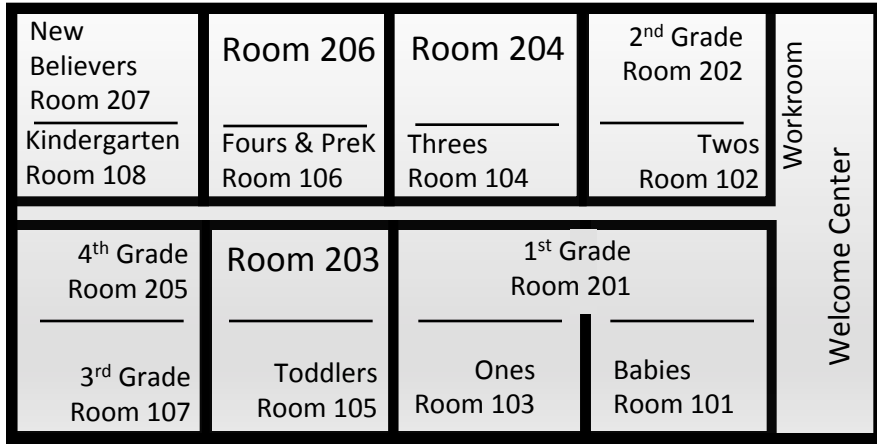 New
Believers
Room 207
Kindergarten
Room 108
Room 206
Fours & PreK
Room 106
Room 204
Threes
Room 104
2nd Grade
Room 202
Twos
Room 102
Workroom
Welcome Center
4th Grade
Room 205
3rd Grade
Room 107
Room 203
Toddlers
Room 105
1st Grade
Room 201
Ones
Room 103
Babies
Room 101